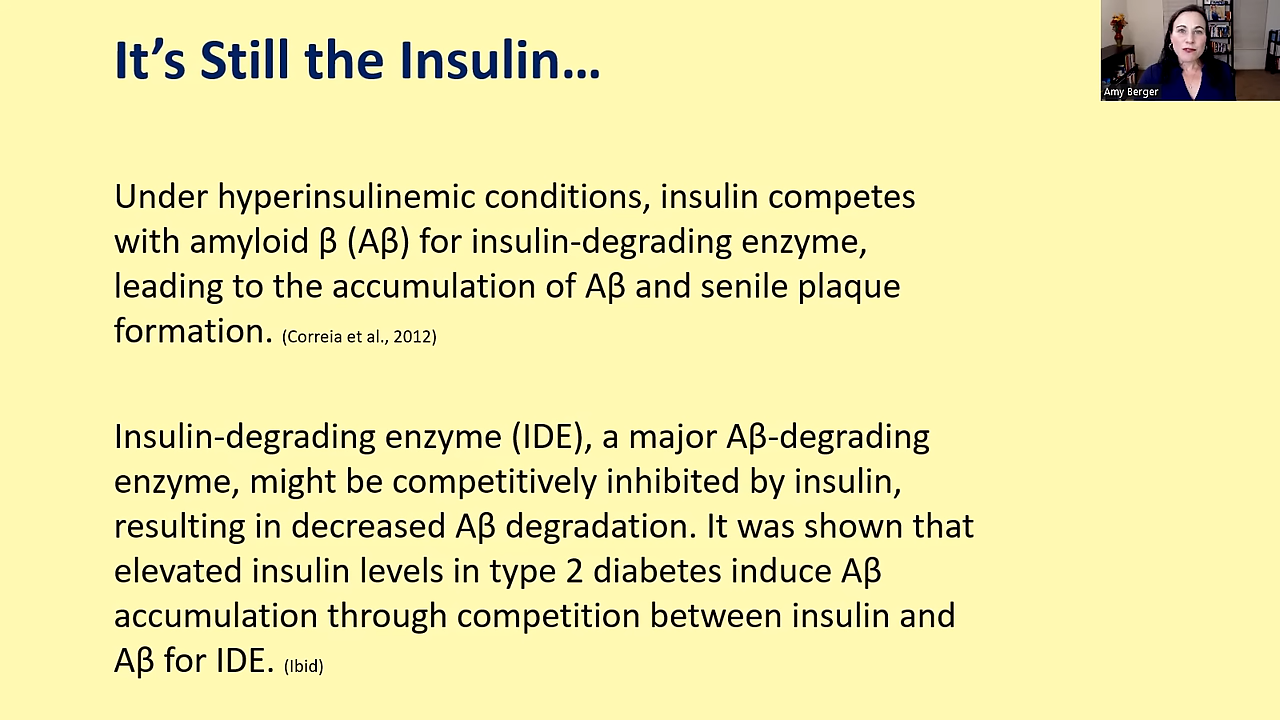 It's Still the Insulin…
Amy Berger
Under hyperinsulinemic conditions, insulin competes
with amyloid β (Aβ) for insulin-degrading enzyme,
leading to the accumulation of Aβ and senile plaque
formation. (Correia et al., 2012)
Insulin-degrading enzyme (IDE), a major Aβ-degrading
enzyme, might be competitively inhibited by insulin,
resulting in decreased Aβ degradation. It was shown that
elevated insulin levels in type 2 diabetes induce Aβ
accumulation through competition between insulin and
Aβ for IDE. (Ibid)